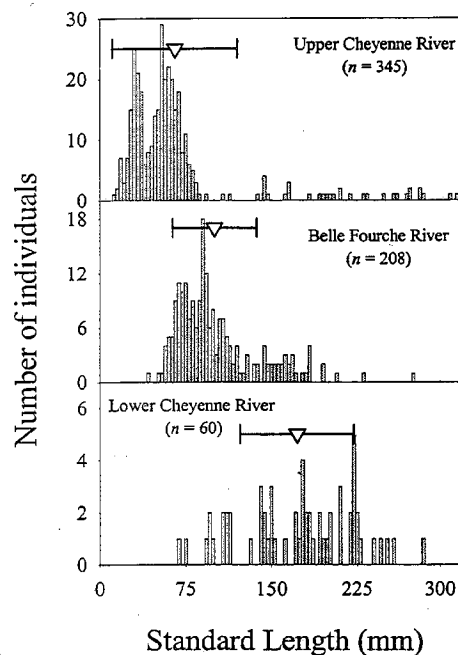 30
Upper Cheyenne River
(n = 345)
20
10
0
18
Belle Fourche River
(n = 208)
12
6
0
Number of individuals
Lower Cheyenne River
(n = 60)
6
4
2
0
0 75 150 225 300
Standard Length (mm)